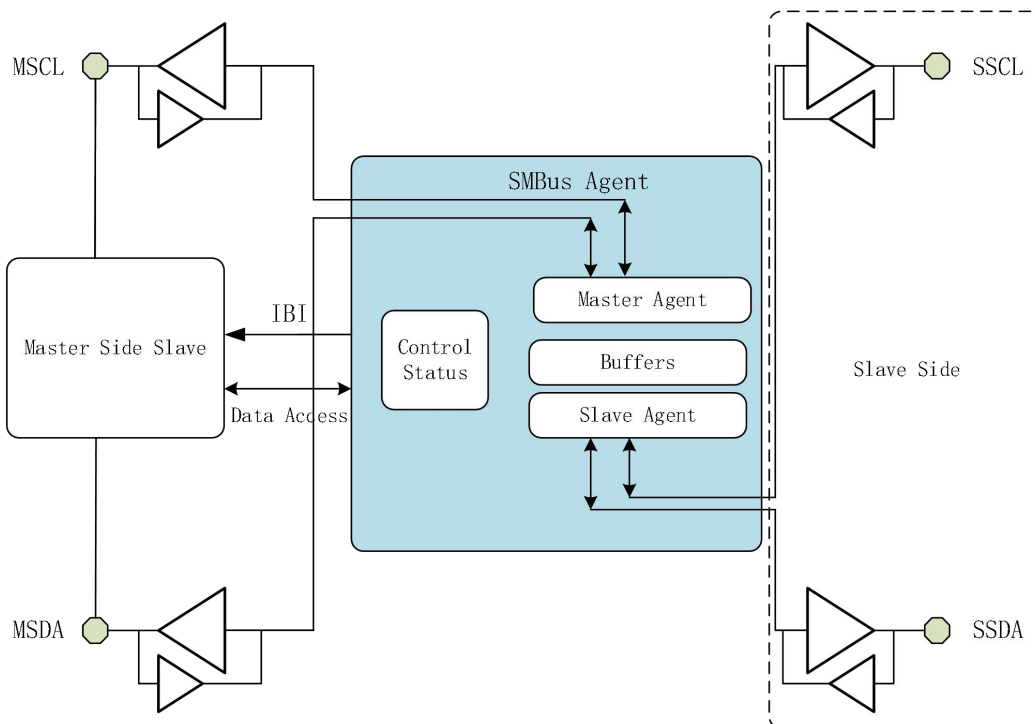 MSCL
SSCL
SMBus Agent
Master Agent
IBI
Master Side Slave
Control
Status
Buffers
Slave Side
Data Access
Slave Agent
MSDA
SSDA